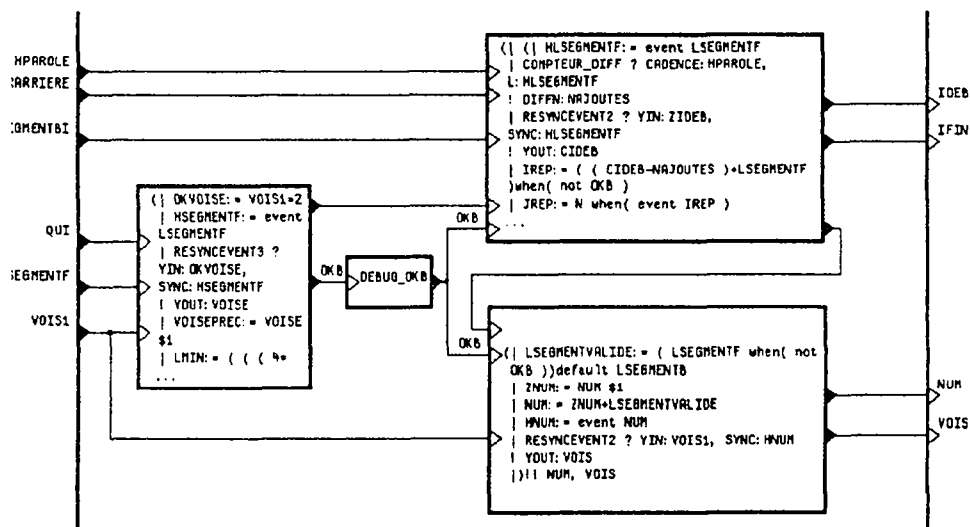 HPAROLE
ARRIERE
GMENTBI
QUI
SEGMENTF
VOIS1
(| OKVOISE: = VOIS1=2
| HSEGMENTF: = event
LSEGMENTF
| RESYNCEVENT3 ?
YIN: OKVOISE,
SYNC: HSEGMENTF
! YOUT: VOISE
| VOISEPREC: = VOISE
$1
| LMIN: = ( ( ( 4*
...
OKB
DEBUG_OKB
OKB
OKB
(| (| HLSEGMENTF: = event LSEGMENTF
| COMPTEUR_DIFF ? CADENCE: HPAROLE,
L: HLSEGMENTF
! DIFFN: NAJOUTES
| RESYNCEVENT2 ? YIN: ZIDEB,
SYNC: HLSEGMENTF
! YOUT: CIDEB
| IREP: = ( ( CIDEB-NAJOUTES )+LSEGMENTF
)when( not OKB )
| JREP: = N when( event IREP )
...
(| LSEGMENTVALIDE: = ( LSEGMENTF when( not
OKB ))default LSEGMENTB
| ZNUM: = NUM $1
| NUM: = ZNUM+LSEGMENTVALIDE
| HNUM: = event NUM
| RESYNCEVENT2 ? YIN: VOIS1, SYNC: HNUM
! YOUT: VOIS
|)!! NUM, VOIS
IDEB
IFIN
NUM
VOIS